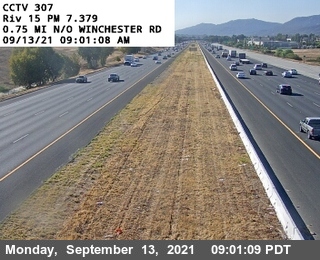 CCTV 307
Riv 15 PM 7.379
0.75 MI N/O WINCHESTER RD
09/13/21 09:01:08 AM
Monday, September 13, 2021 09:01:09 PDT